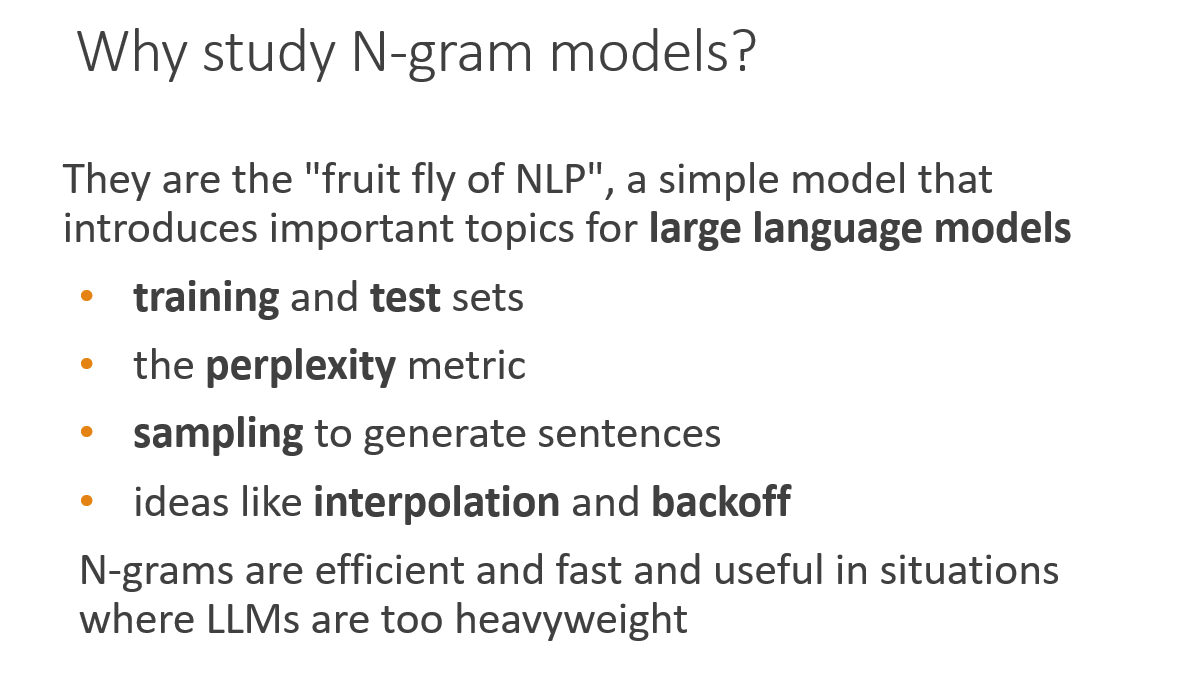 Why study N-gram models?
They are the "fruit fly of NLP", a simple model that
introduces important topics for large language models
• training and test sets
• the perplexity metric
• sampling to generate sentences
• ideas like interpolation and backoff
N-grams are efficient and fast and useful in situations
where LLMs are too heavyweight